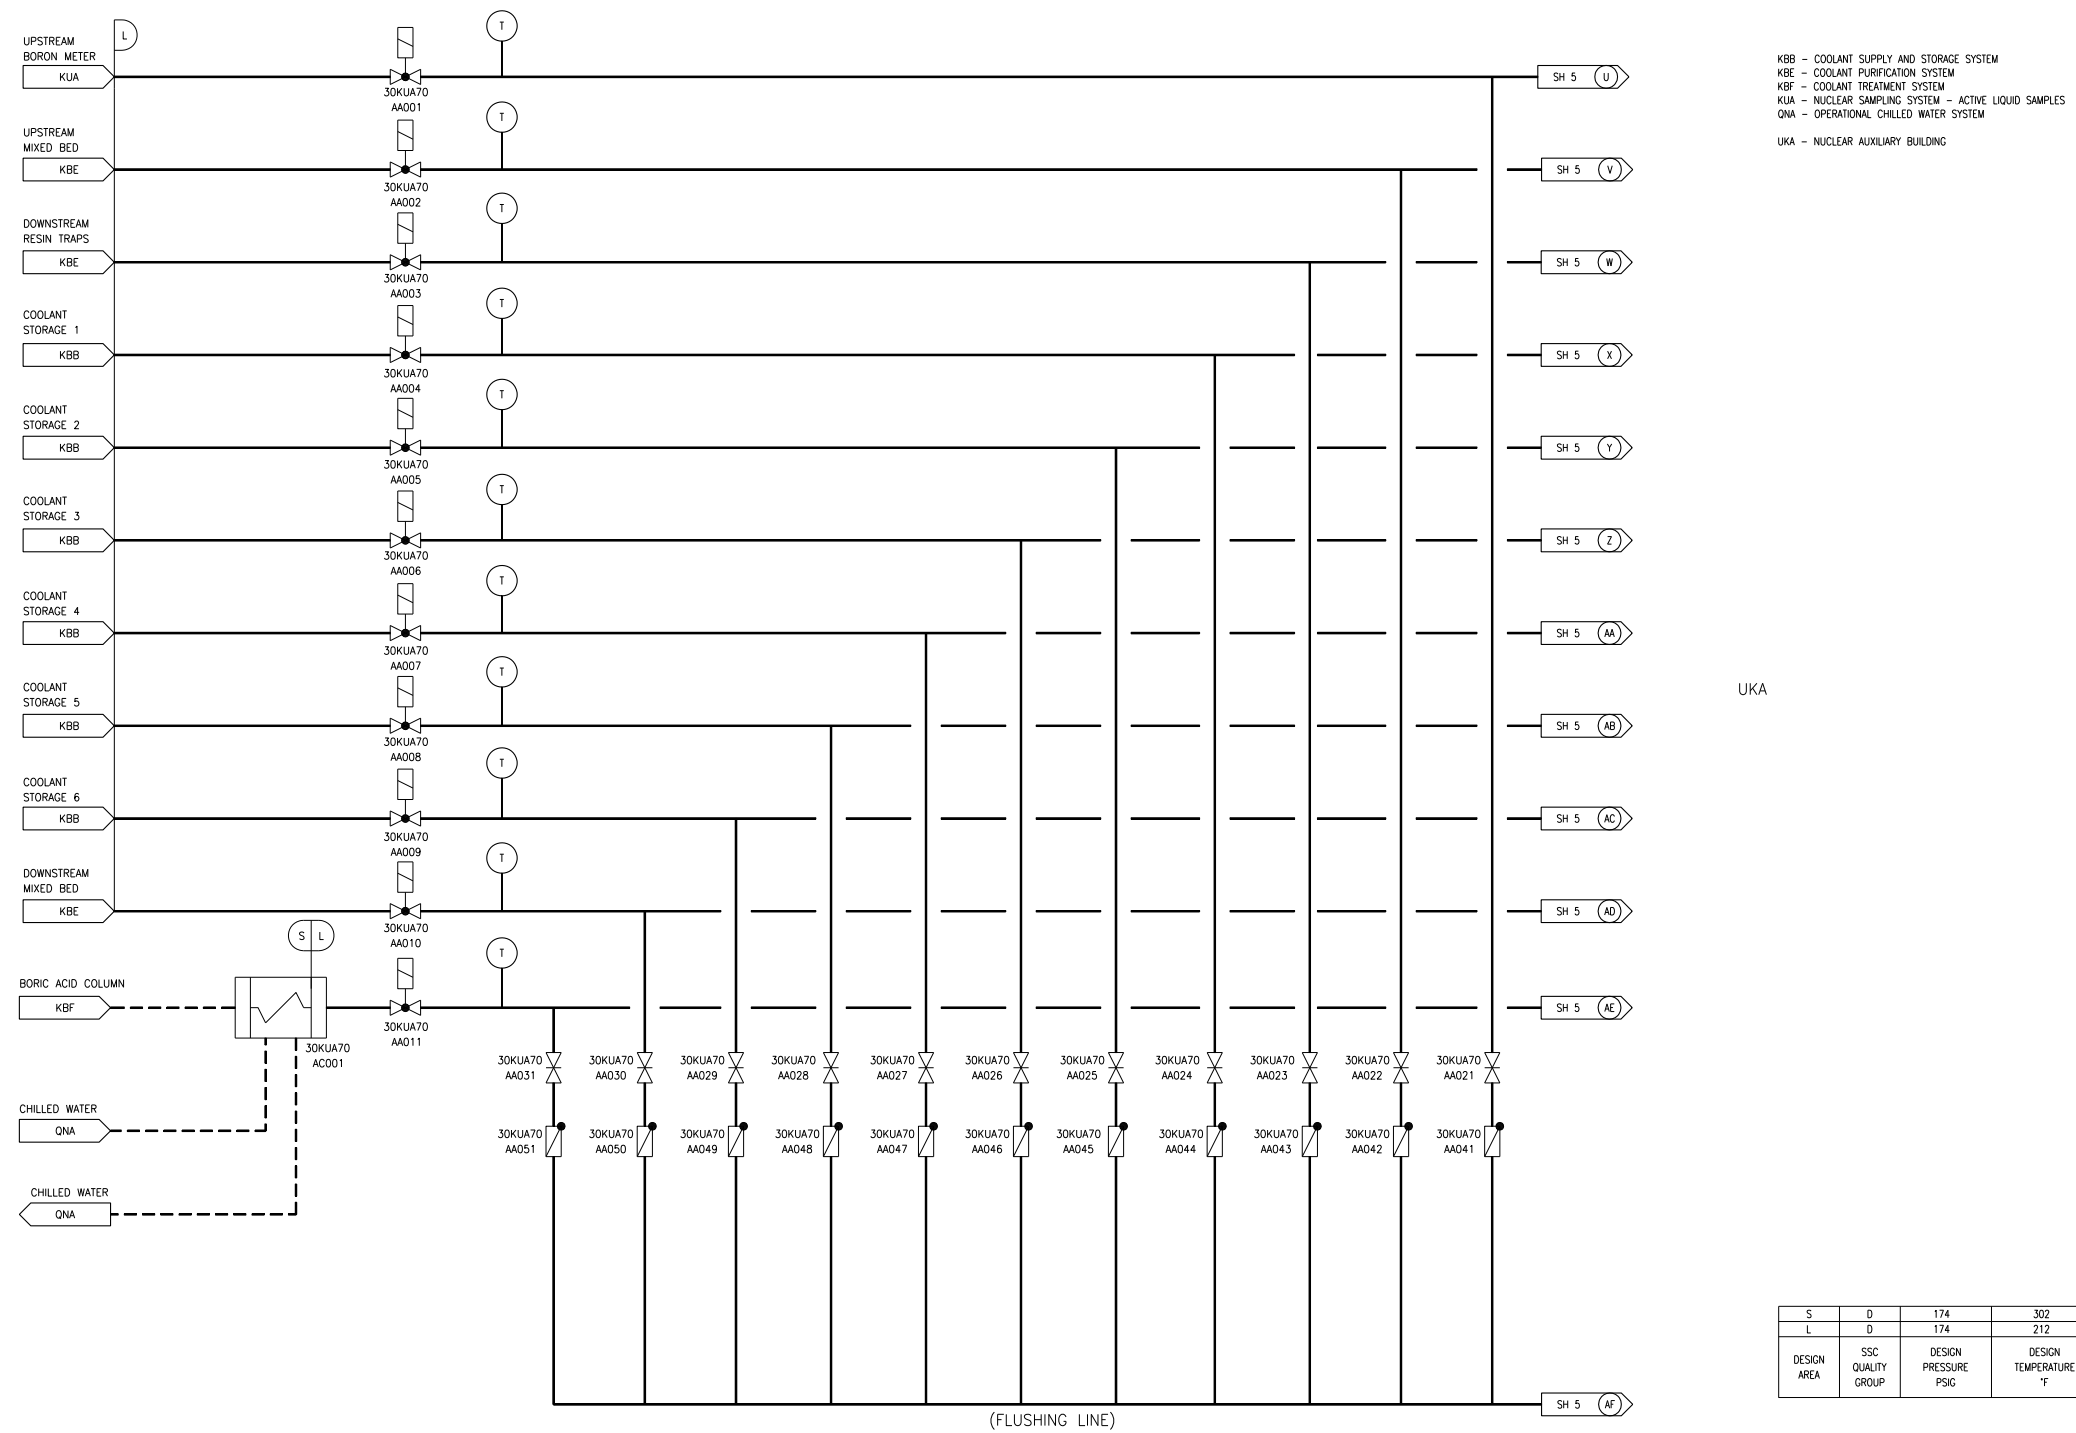 UPSTREAM
BORON METER
KUA
L
30KUA70
AA001
T
SH 5 U
UPSTREAM
MIXED BED
KBE
30KUA70
AA002
T
SH 5 V
DOWNSTREAM
RESIN TRAPS
KBE
30KUA70
AA003
T
SH 5 W
COOLANT
STORAGE 1
KBB
30KUA70
AA004
T
SH 5 X
COOLANT
STORAGE 2
KBB
30KUA70
AA005
T
SH 5 Y
COOLANT
STORAGE 3
KBB
30KUA70
AA006
T
SH 5 Z
COOLANT
STORAGE 4
KBB
30KUA70
AA007
T
SH 5 AA
COOLANT
STORAGE 5
KBB
30KUA70
AA008
T
SH 5 AB
COOLANT
STORAGE 6
KBB
30KUA70
AA009
T
SH 5 AC
DOWNSTREAM
MIXED BED
KBE
30KUA70
AA010
T
SH 5 AD
S L
BORIC ACID COLUMN
KBF
30KUA70
AC001
30KUA70
AA011
T
SH 5 AE
CHILLED WATER
QNA
CHILLED WATER
QNA
30KUA70
AA031
30KUA70
AA030
30KUA70
AA029
30KUA70
AA028
30KUA70
AA027
30KUA70
AA026
30KUA70
AA025
30KUA70
AA024
30KUA70
AA023
30KUA70
AA022
30KUA70
AA021
30KUA70
AA051
30KUA70
AA050
30KUA70
AA049
30KUA70
AA048
30KUA70
AA047
30KUA70
AA046
30KUA70
AA045
30KUA70
AA044
30KUA70
AA043
30KUA70
AA042
30KUA70
AA041
(FLUSHING LINE)
SH 5 AF
KBB – COOLANT SUPPLY AND STORAGE SYSTEM
KBE – COOLANT PURIFICATION SYSTEM
KBF – COOLANT TREATMENT SYSTEM
KUA – NUCLEAR SAMPLING SYSTEM – ACTIVE LIQUID SAMPLES
QNA – OPERATIONAL CHILLED WATER SYSTEM
UKA – NUCLEAR AUXILIARY BUILDING
UKA
S D 174 302
L D 174 212
DESIGN
AREA
SSC
QUALITY
GROUP
DESIGN
PRESSURE
PSIG
DESIGN
TEMPERATURE
°F